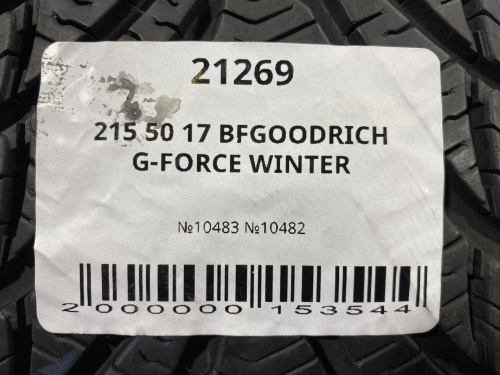 21269
215 50 17 BFGOODRICH
G-FORCE WINTER
№10483 №10482
2 000000 153544